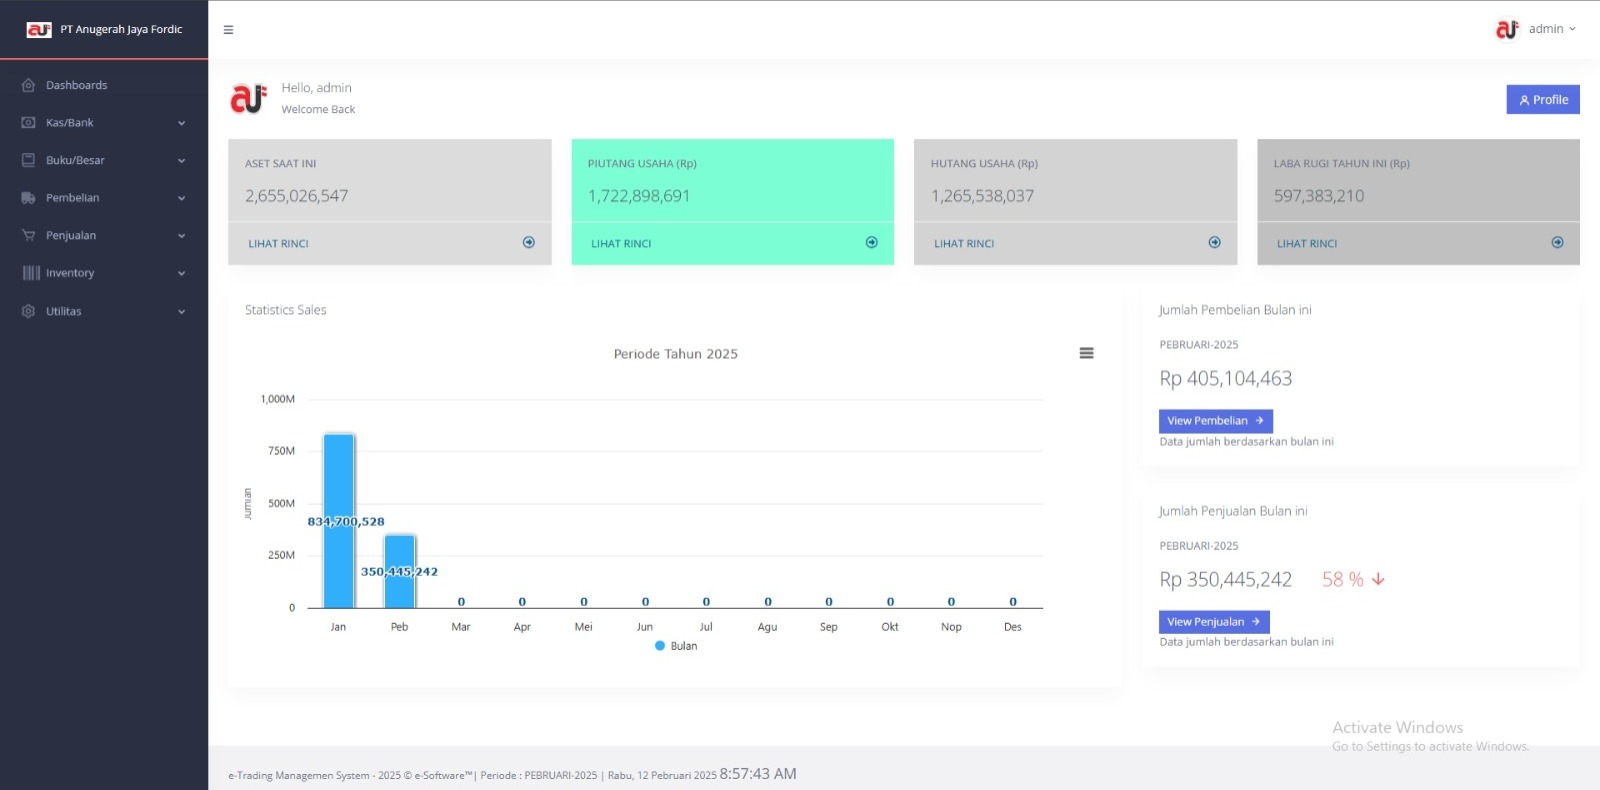 PT Anugerah Jaya Fordic
admin
Dashboards
Kas/Bank
Buku/Besar
Pembelian
Penjualan
Inventory
Utilitas
Hello, admin
Welcome Back
Profile
ASET SAAT INI
2,655,026,547
LIHAT RINCI
PIUTANG USAHA (Rp)
1,722,898,691
LIHAT RINCI
HUTANG USAHA (Rp)
1,265,538,037
LIHAT RINCI
LABA RUGI TAHUN INI (Rp)
597,383,210
LIHAT RINCI
Statistics Sales
Periode Tahun 2025
Jumlah
1,000M
750M
500M
250M
0
834,700,528
350,445,242
0 0 0 0 0 0 0 0 0 0
Jan Peb Mar Apr Mei Jun Jul Agu Sep Okt Nop Des
Bulan
Jumlah Pembelian Bulan ini
PEBRUARI-2025
Rp 405,104,463
View Pembelian
Data jumlah berdasarkan bulan ini
Jumlah Penjualan Bulan ini
PEBRUARI-2025
Rp 350,445,242 58 %
View Penjualan
Data jumlah berdasarkan bulan ini
Activate Windows
Go to Settings to activate Windows.
e-Trading Managemen System - 2025 © e-Software™| Periode : PEBRUARI-2025 | Rabu, 12 Pebruari 2025 8:57:43 AM